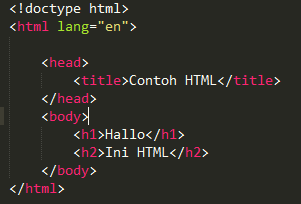 <!doctype html>
<html lang="en">
<head>
<title>Contoh HTML</title>
</head>
<body>
<h1>Hallo</h1>
<h2>Ini HTML</h2>
</body>
</html>